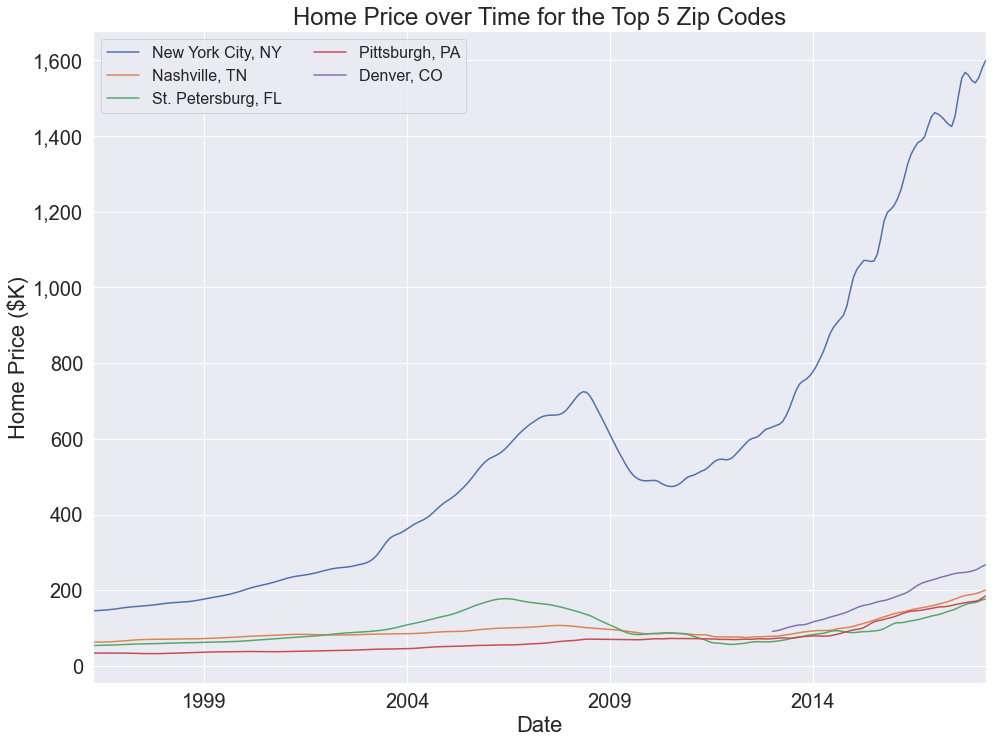 Home Price over Time for the Top 5 Zip Codes
New York City, NY
Nashville, TN
St. Petersburg, FL
Pittsburgh, PA
Denver, CO
Home Price ($K)
1,600
1,400
1,200
1,000
800
600
400
200
0
1999
2004
2009
2014
Date